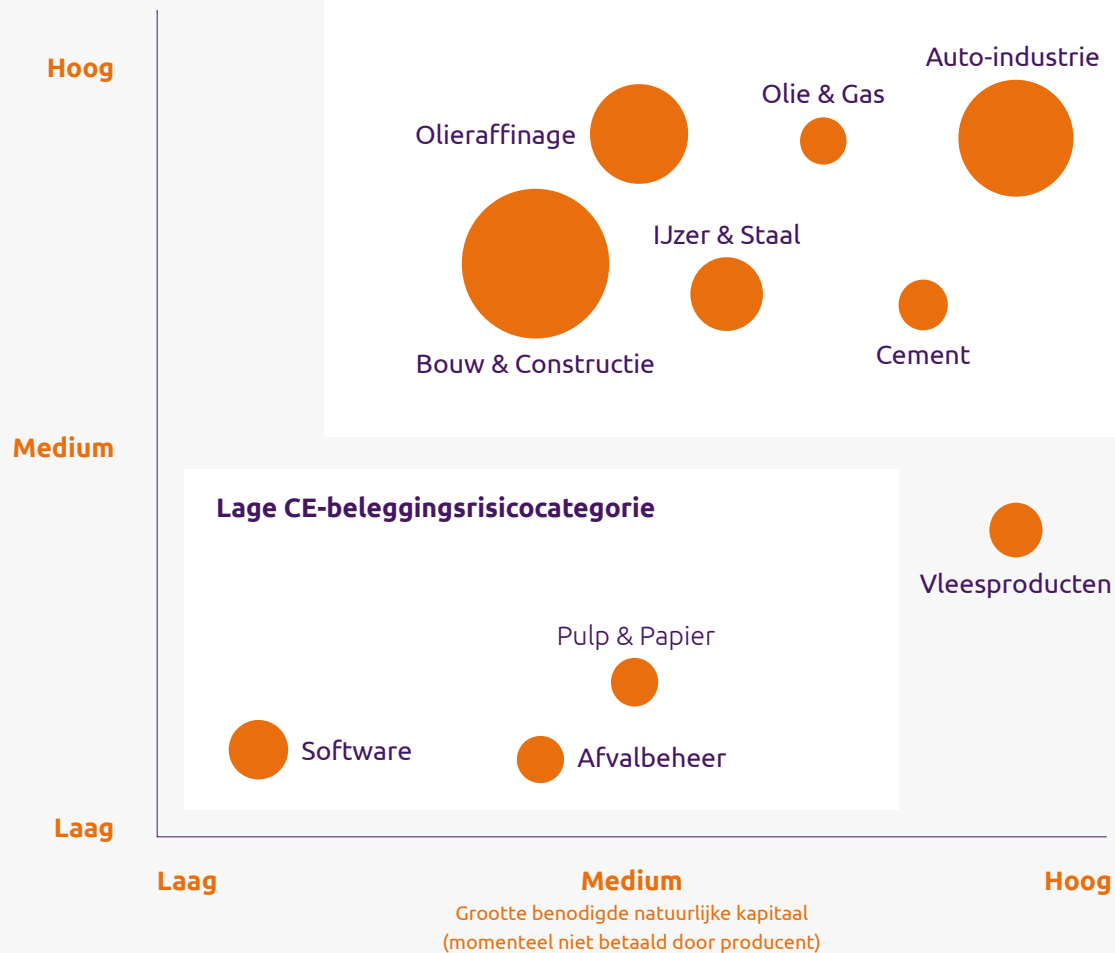 Hoog
Auto-industrie
Olie & Gas
Olieraffinage
IJzer & Staal
Bouw & Constructie
Cement
Medium
Lage CE-beleggingsrisicocategorie
Vleesproducten
Pulp & Papier
Software
Afvalbeheer
Laag
Laag
Medium
Hoog
Grootte benodigde natuurlijke kapitaal
(momenteel niet betaald door producent)